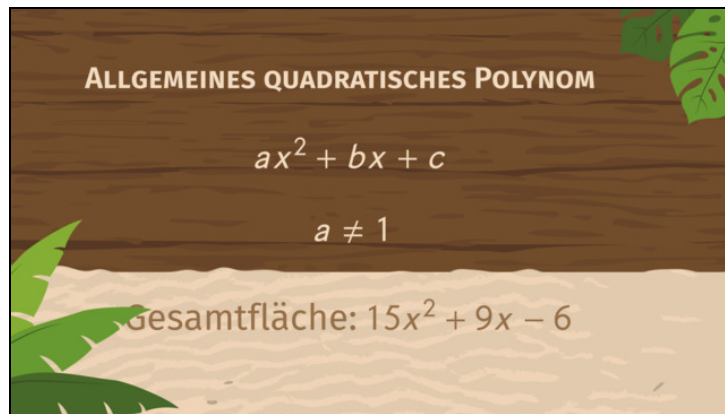 ALLGEMEINES QUADRATISCHES POLYNOM
ax² + bx + c
a ≠ 1
Gesamtfläche: 15x² + 9x − 6